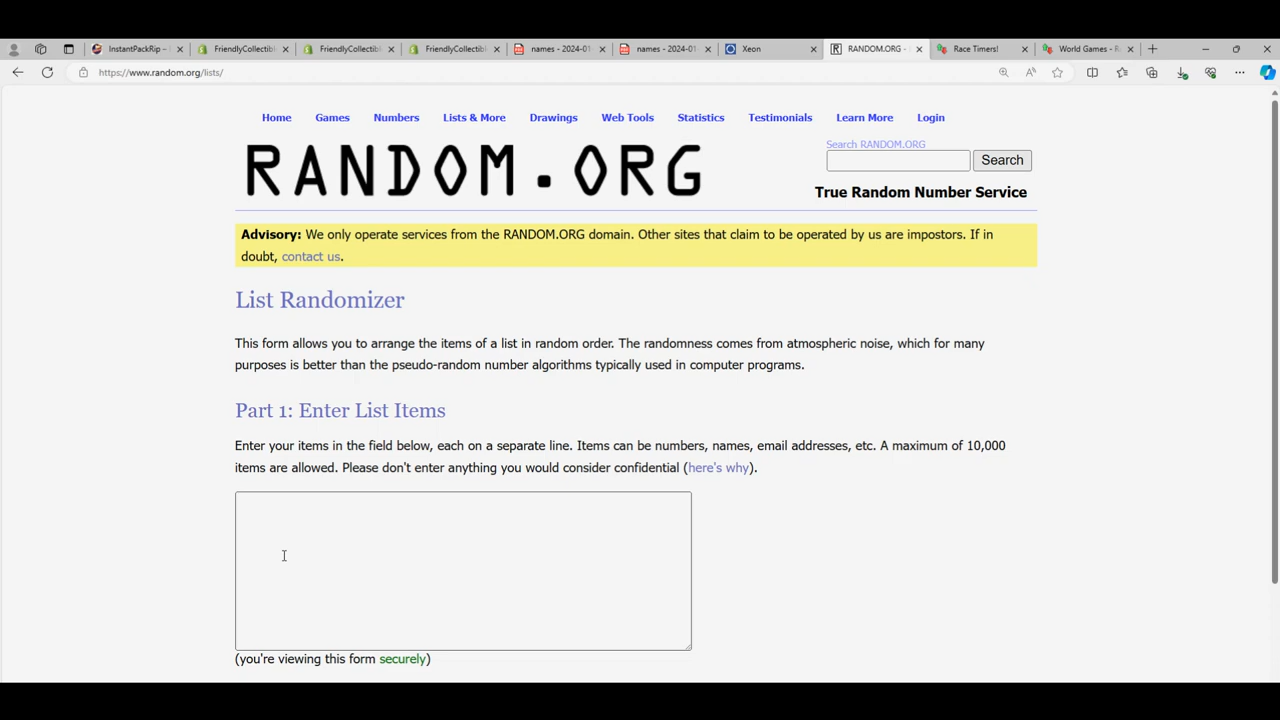 InstantPackRip –
FriendlyCollectibl
FriendlyCollectibl
FriendlyCollectibl
names - 2024-01-
names - 2024-01-
Xeon
RANDOM.ORG -
Race Timers!
World Games - R
https://www.random.org/lists/
Home Games Numbers Lists & More Drawings Web Tools Statistics Testimonials Learn More Login
RANDOM.ORG
Search RANDOM.ORG
Search
True Random Number Service
Advisory: We only operate services from the RANDOM.ORG domain. Other sites that claim to be operated by us are impostors. If in
doubt, contact us.
List Randomizer
This form allows you to arrange the items of a list in random order. The randomness comes from atmospheric noise, which for many
purposes is better than the pseudo-random number algorithms typically used in computer programs.
Part 1: Enter List Items
Enter your items in the field below, each on a separate line. Items can be numbers, names, email addresses, etc. A maximum of 10,000
items are allowed. Please don't enter anything you would consider confidential (here's why).
(you're viewing this form securely)